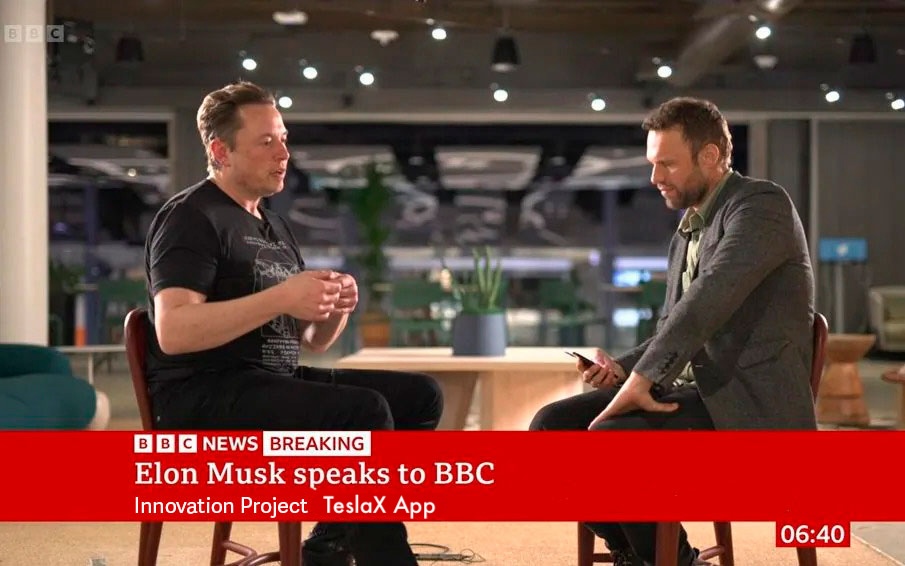 BBC
BBC NEWS BREAKING
Elon Musk speaks to BBC
Innovation Project TeslaX App
06:40